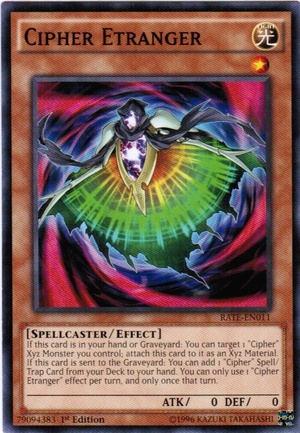 CIPHER ETRANGER
LIGHT
光
RATE-EN011
[SPELLCASTER/EFFECT]
If this card is in your hand or Graveyard: You can target 1 "Cipher"
Xyz Monster you control; attach this card to it as an Xyz Material.
If this card is sent to the Graveyard: You can add 1 "Cipher" Spell/
Trap Card from your Deck to your hand. You can only use 1 "Cipher
Etranger" effect per turn, and only once that turn.
ATK/ 0 DEF/ 0
79094383 1st Edition ©1996 KAZUKI TAKAHASHI